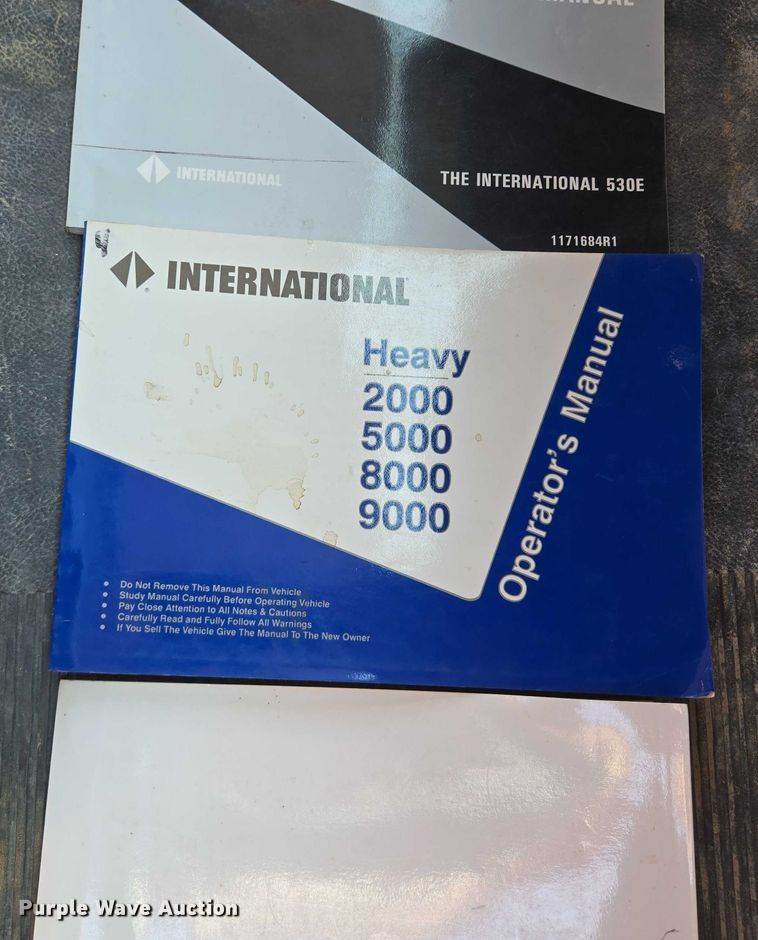 MANUAL
INTERNATIONAL
THE INTERNATIONAL 530E
1171684R1
INTERNATIONAL
Heavy
2000
5000
8000
9000
Operator's Manual
• Do Not Remove This Manual From Vehicle
• Study Manual Carefully Before Operating Vehicle
• Pay Close Attention to All Notes & Cautions
• Carefully Read and Fully Follow All Warnings
• If You Sell The Vehicle Give The Manual To The New Owner
Purple Wave Auction